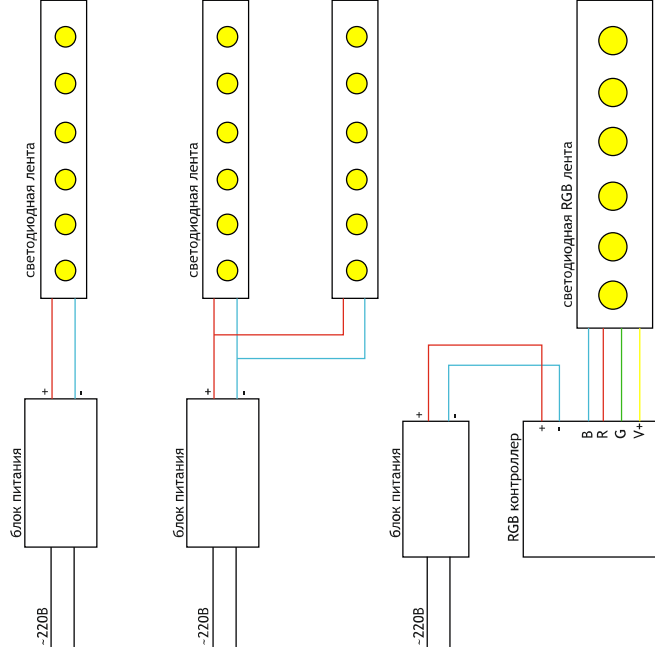 светодиодная лента
+
-
блок питания
~220В
светодиодная лента
+
-
блок питания
~220В
светодиодная RGB лента
+
-
блок питания
~220В
+
-
B
R
G
V+
RGB контроллер